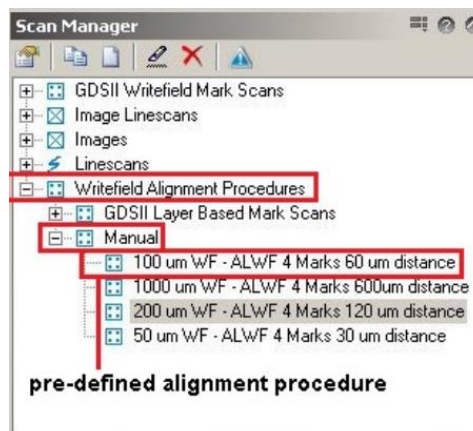 Scan Manager
GDSII Writefield Mark Scans
Image Linescans
Images
Linescans
Writefield Alignment Procedures
GDSII Layer Based Mark Scans
Manual
100 um WF - ALWF 4 Marks 60 um distance
1000 um WF - ALWF 4 Marks 600um distance
200 um WF - ALWF 4 Marks 120 um distance
50 um WF - ALWF 4 Marks 30 um distance
pre-defined alignment procedure